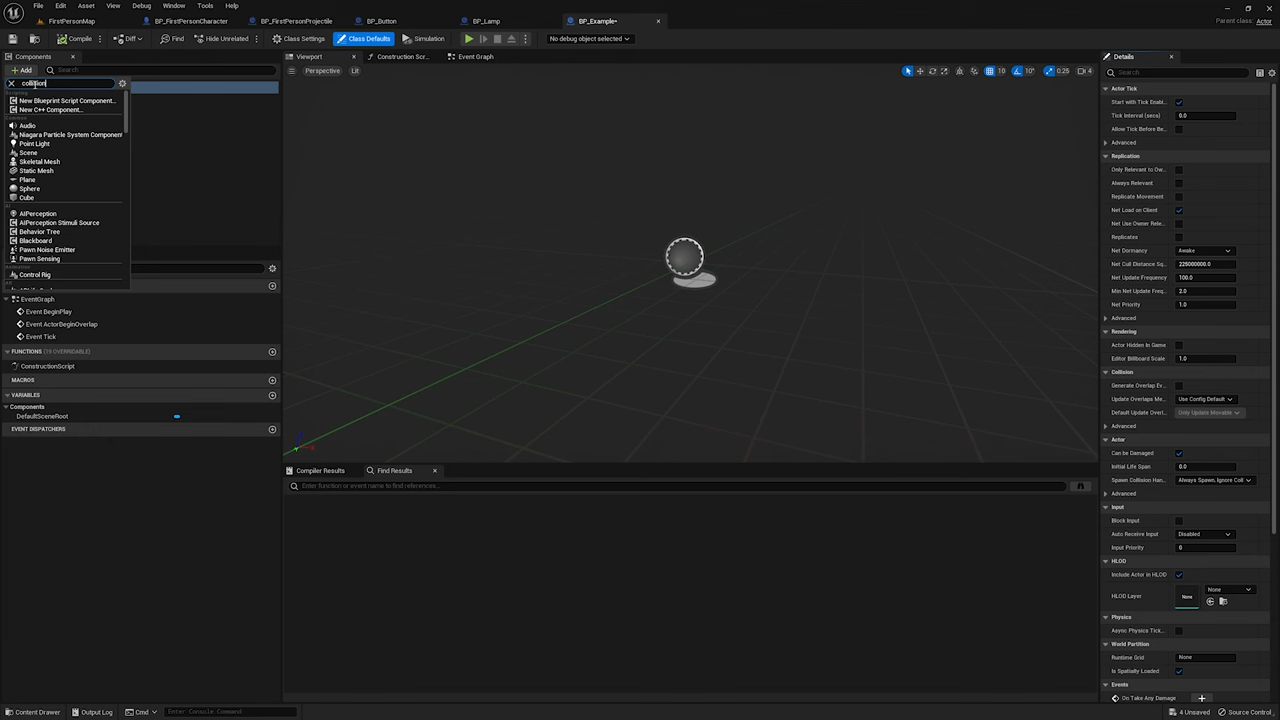 File Edit Asset View Debug Window Tools Help
Parent class: Actor
FirstPersonMap BP_FirstPersonCharacter BP_FirstPersonProjectile BP_Button BP_Lamp BP_Example•
Compile Diff Find Hide Unrelated Class Settings Class Defaults Simulation No debug object selected
Components
Add Search
collision
New Blueprint Script Component...
New C++ Component...
Audio
Niagara Particle System Component
Point Light
Scene
Skeletal Mesh
Static Mesh
Plane
Sphere
Cube
AIPerception
AIPerception Stimuli Source
Behavior Tree
Blackboard
Pawn Noise Emitter
Pawn Sensing
Control Rig
EventGraph
Event BeginPlay
Event ActorBeginOverlap
Event Tick
FUNCTIONS (19 OVERRIDABLE)
ConstructionScript
MACROS
VARIABLES
Components
DefaultSceneRoot
EVENT DISPATCHERS
Viewport Construction Scr... Event Graph
Perspective Lit
10 10° 0.25 4
Compiler Results Find Results
Enter function or event name to find references...
Details
Search
Actor Tick
Start with Tick Enabl...
Tick Interval (secs) 0.0
Allow Tick Before Be...
Advanced
Replication
Only Relevant to Ow...
Always Relevant
Replicate Movement
Net Load on Client
Net Use Owner Rele...
Replicates
Net Dormancy Awake
Net Cull Distance Sq... 225000000.0
Net Update Frequency 100.0
Min Net Update Freq... 2.0
Net Priority 1.0
Advanced
Rendering
Actor Hidden In Game
Editor Billboard Scale 1.0
Collision
Generate Overlap Ev...
Update Overlaps Me... Use Config Default
Default Update Overl... Only Update Movable
Advanced
Actor
Can be Damaged
Initial Life Span 0.0
Spawn Collision Han... Always Spawn, Ignore Coll
Advanced
Input
Block Input
Auto Receive Input Disabled
Input Priority 0
HLOD
Include Actor in HLOD
HLOD Layer None None
Physics
Async Physics Tick...
World Partition
Runtime Grid None
Is Spatially Loaded
Events
On Take Any Damage
Content Drawer Output Log Cmd Enter Console Command 4 Unsaved Source Control